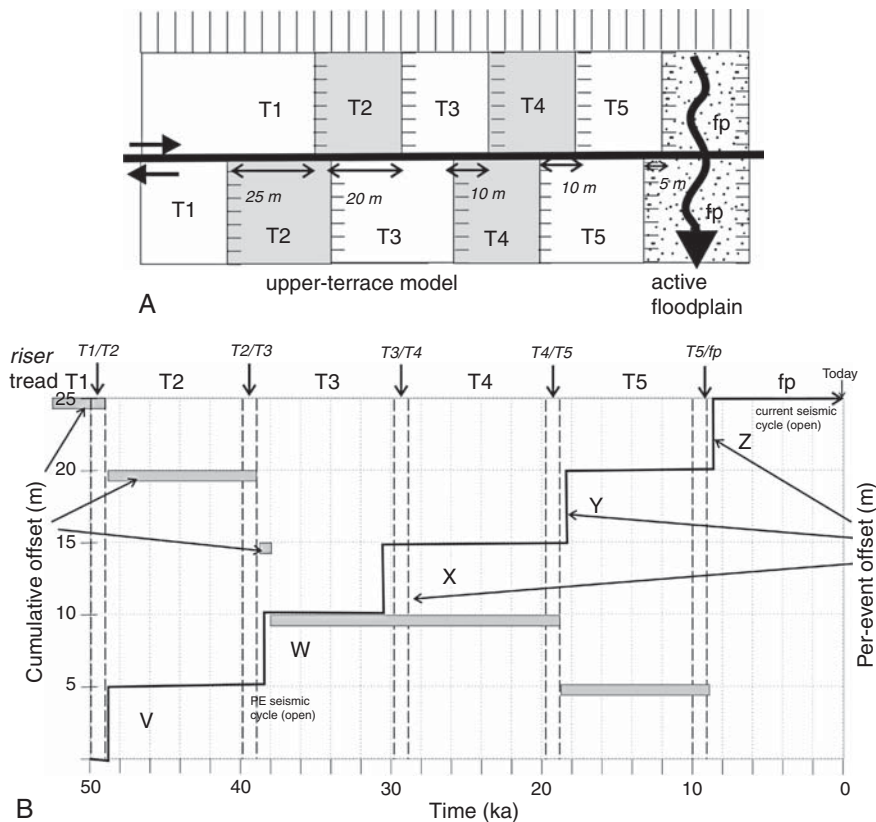 T1 T2 T3 T4 T5 fp
25 m 20 m 10 m 10 m 5 m
T1 T2 T3 T4 T5 fp
upper-terrace model
active
floodplain
A
riser T1/T2 T2/T3 T3/T4 T4/T5 T5/fp
tread T1 T2 T3 T4 T5 fp Today
25
current seismic
cycle (open)
Z
20
Y
15
X
10
W
5
PE seismic
cycle (open)
V
Cumulative offset (m)
Per-event offset (m)
50 40 30 20 10 0
Time (ka)
B